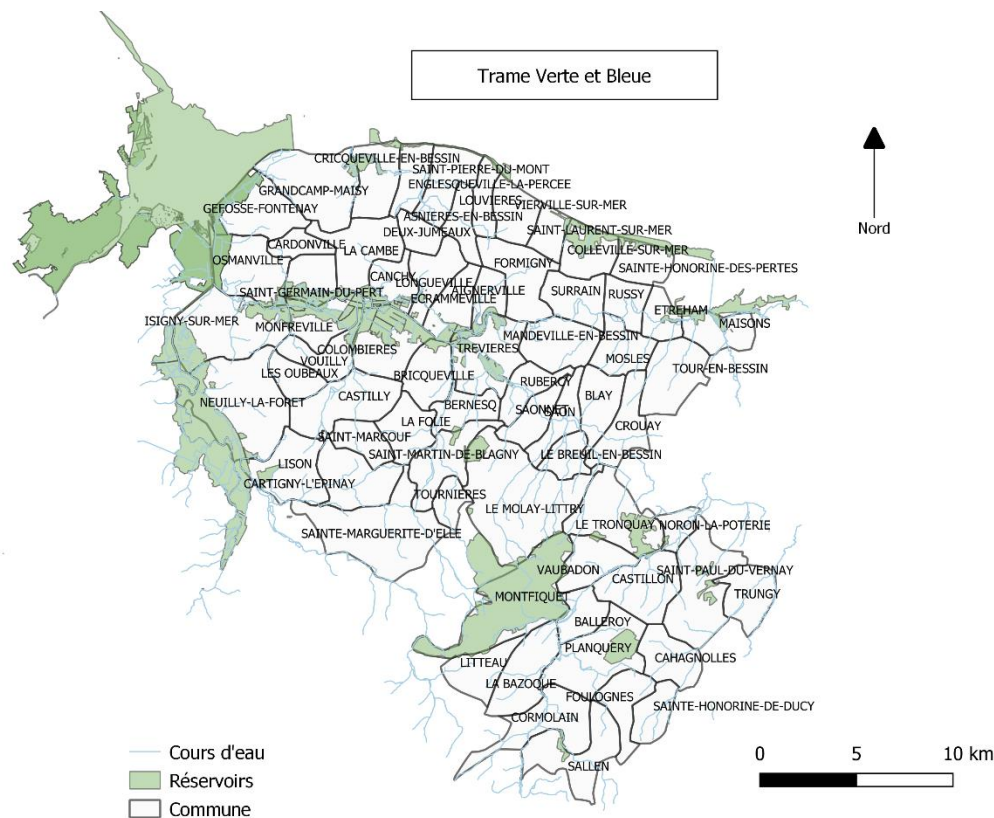 Trame Verte et Bleue
Nord
CRICQUEVILLE-EN-BESSIN
SAINT-PIERRE-DU-MONT
ENGLESQUEVILLE-LA-PERCEE
GRANDCAMP-MAISY
LOUVIERES
VIERVILLE-SUR-MER
GEFOSSE-FONTENAY
ASNIERES-EN-BESSIN
DEUX-JUMEAUX
SAINT-LAURENT-SUR-MER
CARDONVILLE
LA CAMBE
COLLEVILLE-SUR-MER
OSMANVILLE
FORMIGNY
SAINTE-HONORINE-DES-PERTES
CANCHY
LONGUEVILLE
SAINT-GERMAIN-DU-PERT
AIGNERVILLE
SURRAIN
RUSSY
ECRAMMEVILLE
ETREHAM
ISIGNY-SUR-MER
MAISONS
MONFREVILLE
MANDEVILLE-EN-BESSIN
COLOMBIERES
TREVIERES
VOUILLY
MOSLES
TOUR-EN-BESSIN
LES OUBEAUX
BRICQUEVILLE
RUBERCY
NEUILLY-LA-FORET
CASTILLY
BLAY
BERNESQ
SAONNET
SAON
LA FOLIE
CROUAY
SAINT-MARCOUF
SAINT-MARTIN-DE-BLAGNY
LE BREUIL-EN-BESSIN
LISON
CARTIGNY-L'EPINAY
TOURNIERES
LE MOLAY-LITTRY
LE TRONQUAY
NORON-LA-POTERIE
SAINTE-MARGUERITE-D'ELLE
VAUBADON
SAINT-PAUL-DU-VERNAY
CASTILLON
MONTFIQUET
TRUNGY
BALLEROY
PLANQUERY
CAHAGNOLLES
LITTEAU
LA BAZOQUE
FOULOGNES
SAINTE-HONORINE-DE-DUCY
CORMOLAIN
SALLEN
Cours d'eau
Réservoirs
Commune
0 5 10 km